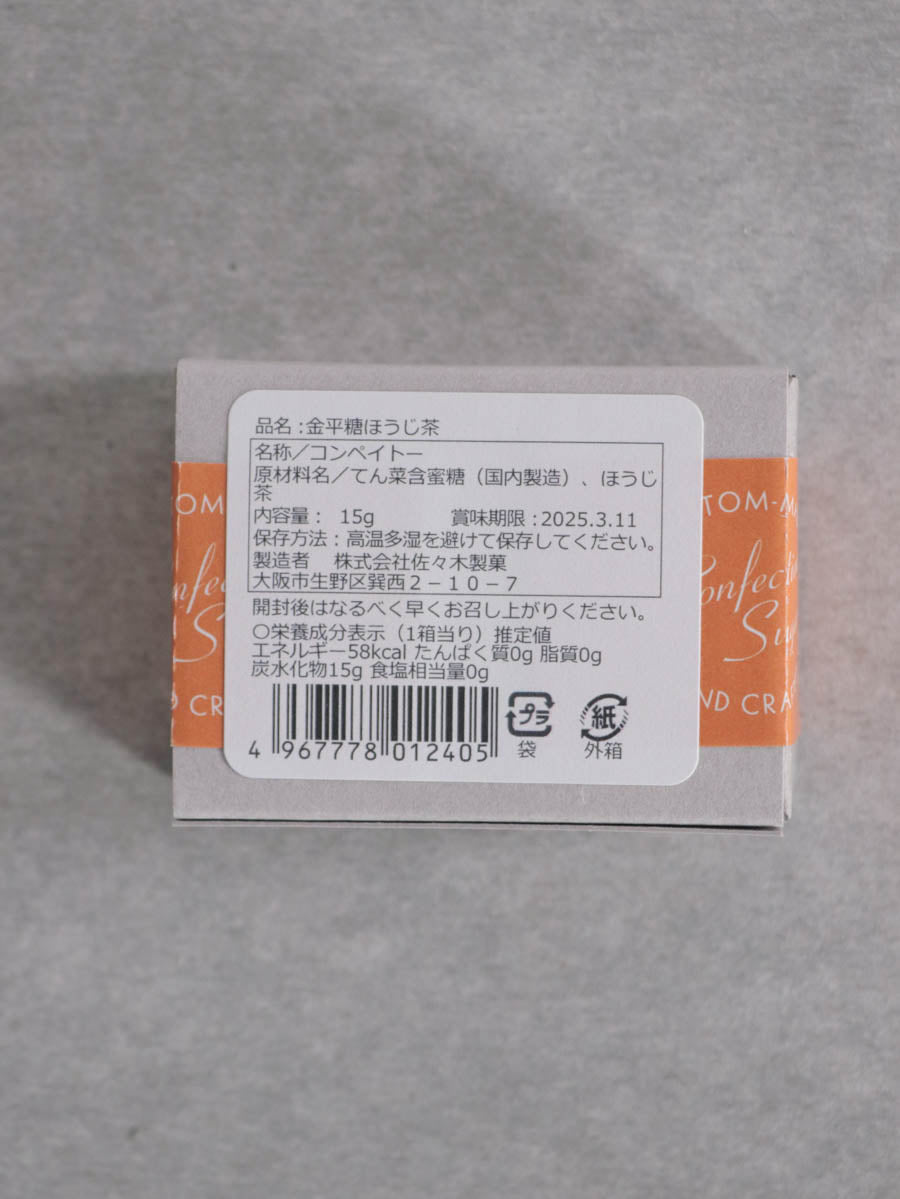 品名:金平糖ほうじ茶
名称／コンペイトー
原材料名／てん菜含蜜糖（国内製造）、ほうじ
茶
内容量： 15g 賞味期限:2025.3.11
保存方法：高温多湿を避けて保存してください。
製造者 株式会社佐々木製菓
大阪市生野区巽西２－１０－７
開封後はなるべく早くお召し上がりください。
〇栄養成分表示（1箱当り）推定値
エネルギー58kcal たんぱく質0g 脂質0g
炭水化物15g 食塩相当量0g
4 967778 012405
プラ
袋
紙
外箱